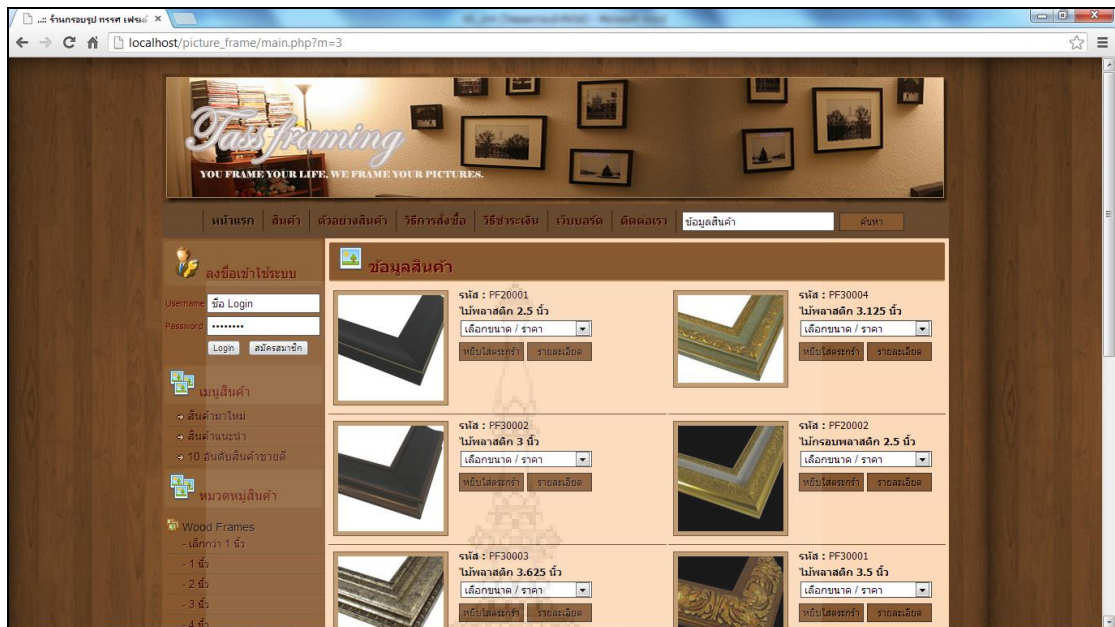 ..:: ร้านกรอบรูป ทรรศ เฟรมมิ่
localhost/picture_frame/main.php?m=3
Tass framing
YOU FRAME YOUR LIFE, WE FRAME YOUR PICTURES.
หน้าแรก สินค้า ตัวอย่างสินค้า วิธีการสั่งซื้อ วิธีชำระเงิน เว็บบอร์ด ติดต่อเรา ข้อมูลสินค้า ค้นหา
ลงชื่อเข้าใช้ระบบ
Username ชื่อ Login
Password ••••••••
Login สมัครสมาชิก
เมนูสินค้า
สินค้ามาใหม่
สินค้าแนะนำ
10 อันดับสินค้าขายดี
หมวดหมู่สินค้า
Wood Frames
- เล็กกว่า 1 นิ้ว
- 1 นิ้ว
- 2 นิ้ว
- 3 นิ้ว
- 4 นิ้ว
ข้อมูลสินค้า
รหัส : PF20001
ไม้พลาสติก 2.5 นิ้ว
เลือกขนาด / ราคา
หยิบใส่ตระกร้า รายละเอียด
รหัส : PF30004
ไม้พลาสติก 3.125 นิ้ว
เลือกขนาด / ราคา
หยิบใส่ตระกร้า รายละเอียด
รหัส : PF30002
ไม้พลาสติก 3 นิ้ว
เลือกขนาด / ราคา
หยิบใส่ตระกร้า รายละเอียด
รหัส : PF20002
ไม้กรอบพลาสติก 2.5 นิ้ว
เลือกขนาด / ราคา
หยิบใส่ตระกร้า รายละเอียด
รหัส : PF30003
ไม้พลาสติก 3.625 นิ้ว
เลือกขนาด / ราคา
หยิบใส่ตระกร้า รายละเอียด
รหัส : PF30001
ไม้พลาสติก 3.5 นิ้ว
เลือกขนาด / ราคา
หยิบใส่ตระกร้า รายละเอียด